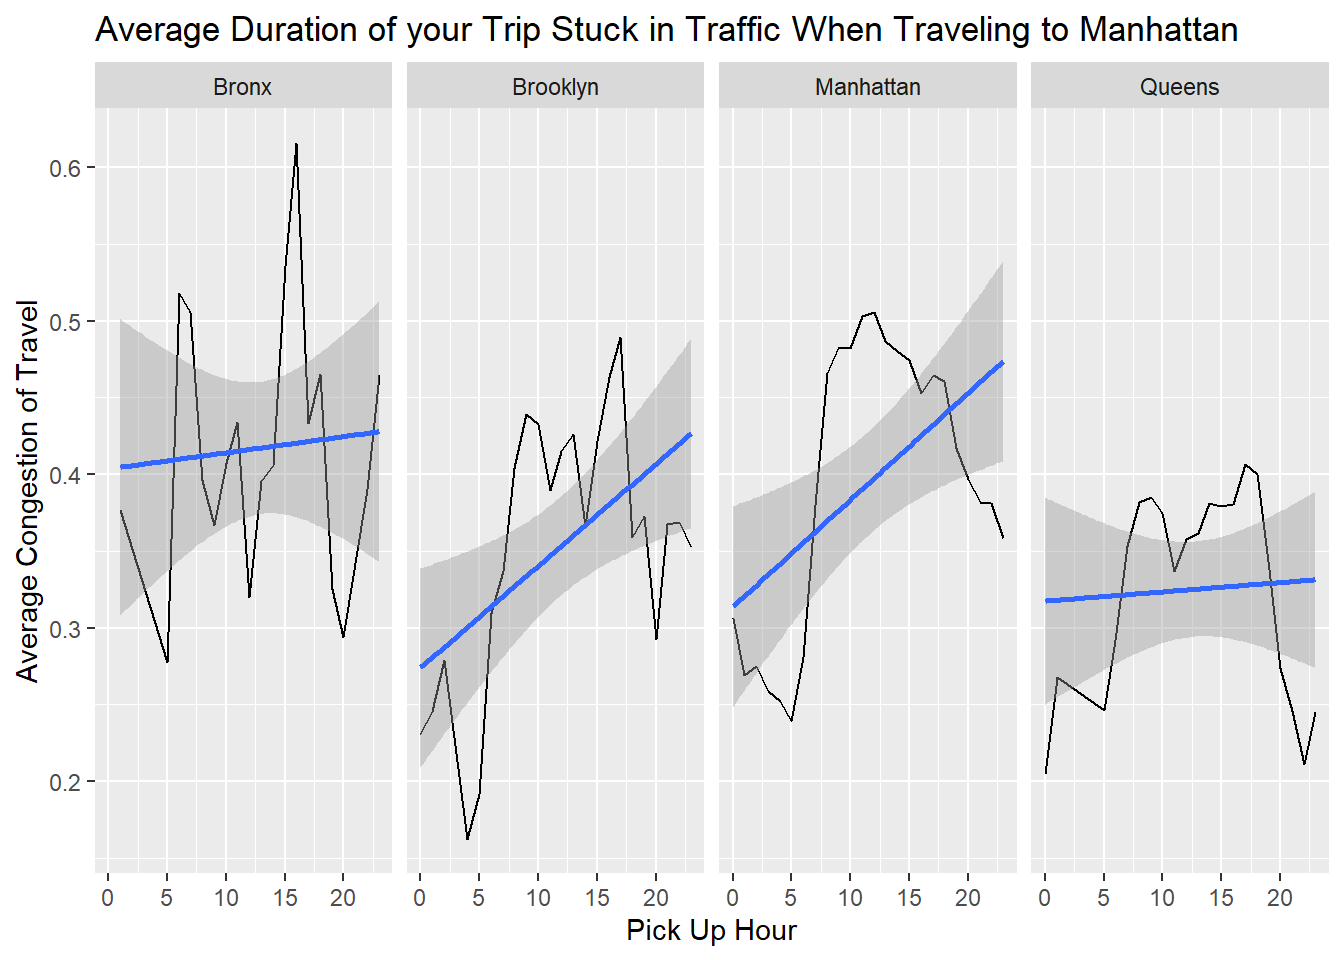 Average Duration of your Trip Stuck in Traffic When Traveling to Manhattan
Bronx Brooklyn Manhattan Queens
Average Congestion of Travel
0.6
0.5
0.4
0.3
0.2
0 5 10 15 20 0 5 10 15 20 0 5 10 15 20 0 5 10 15 20
Pick Up Hour